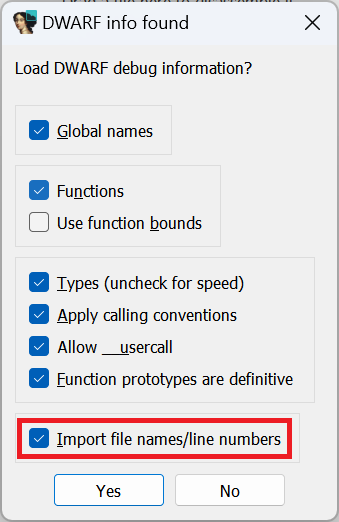 DWARF info found
Load DWARF debug information?
Global names
Functions
Use function bounds
Types (uncheck for speed)
Apply calling conventions
Allow __usercall
Function prototypes are definitive
Import file names/line numbers
Yes
No